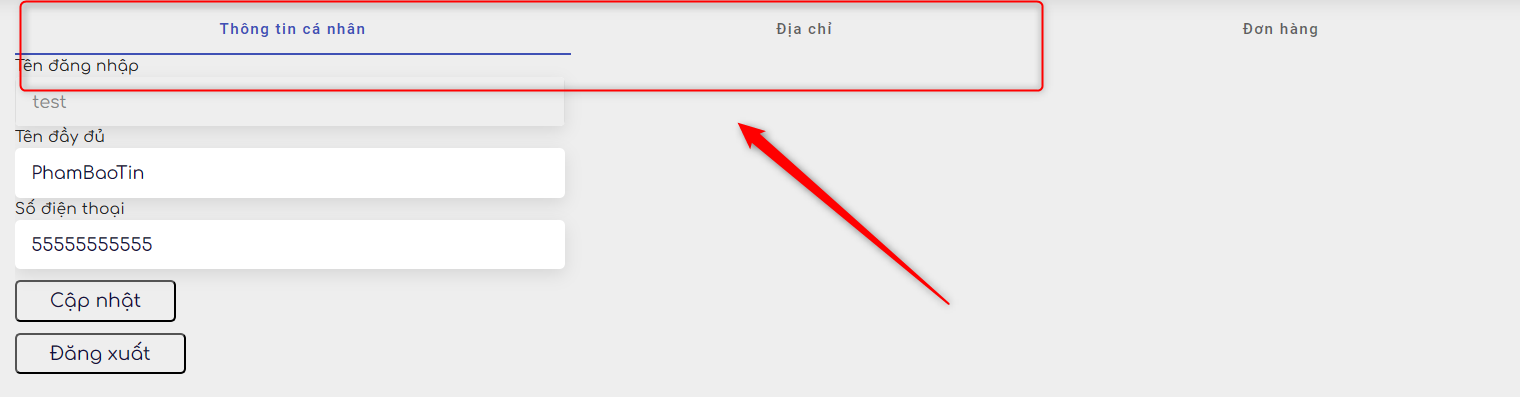 Thông tin cá nhân Địa chỉ Đơn hàng
Tên đăng nhập
test
Tên đầy đủ
PhamBaoTin
Số điện thoại
55555555555
Cập nhật
Đăng xuất